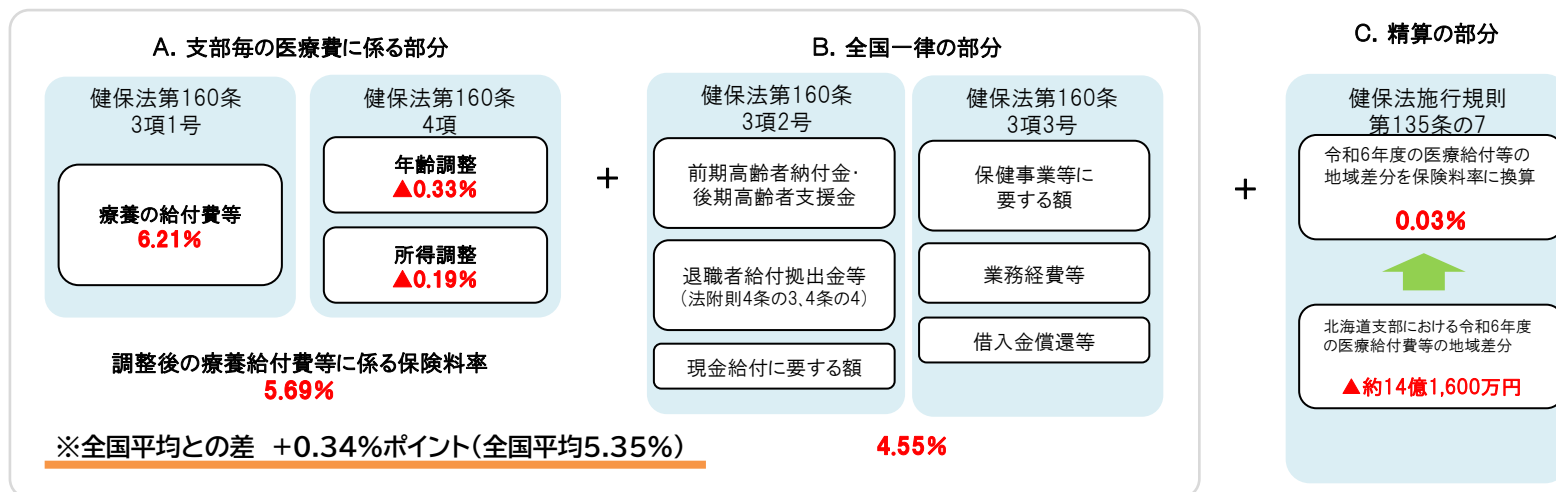 A. 支部毎の医療費に係る部分
健保法第160条
3項1号
療養の給付費等
6.21%
健保法第160条
4項
年齢調整
▲0.33%
所得調整
▲0.19%
調整後の療養給付費等に係る保険料率
5.69%
※全国平均との差 +0.34%ポイント(全国平均5.35%)
+
B. 全国一律の部分
健保法第160条
3項2号
前期高齢者納付金・
後期高齢者支援金
退職者給付拠出金等
(法附則4条の3、4条の4)
現金給付に要する額
健保法第160条
3項3号
保健事業等に
要する額
業務経費等
借入金償還等
4.55%
+
C. 精算の部分
健保法施行規則
第135条の7
令和6年度の医療給付等の
地域差分を保険料率に換算
0.03%
北海道支部における令和6年度
の医療給付費等の地域差分
▲約14億1,600万円